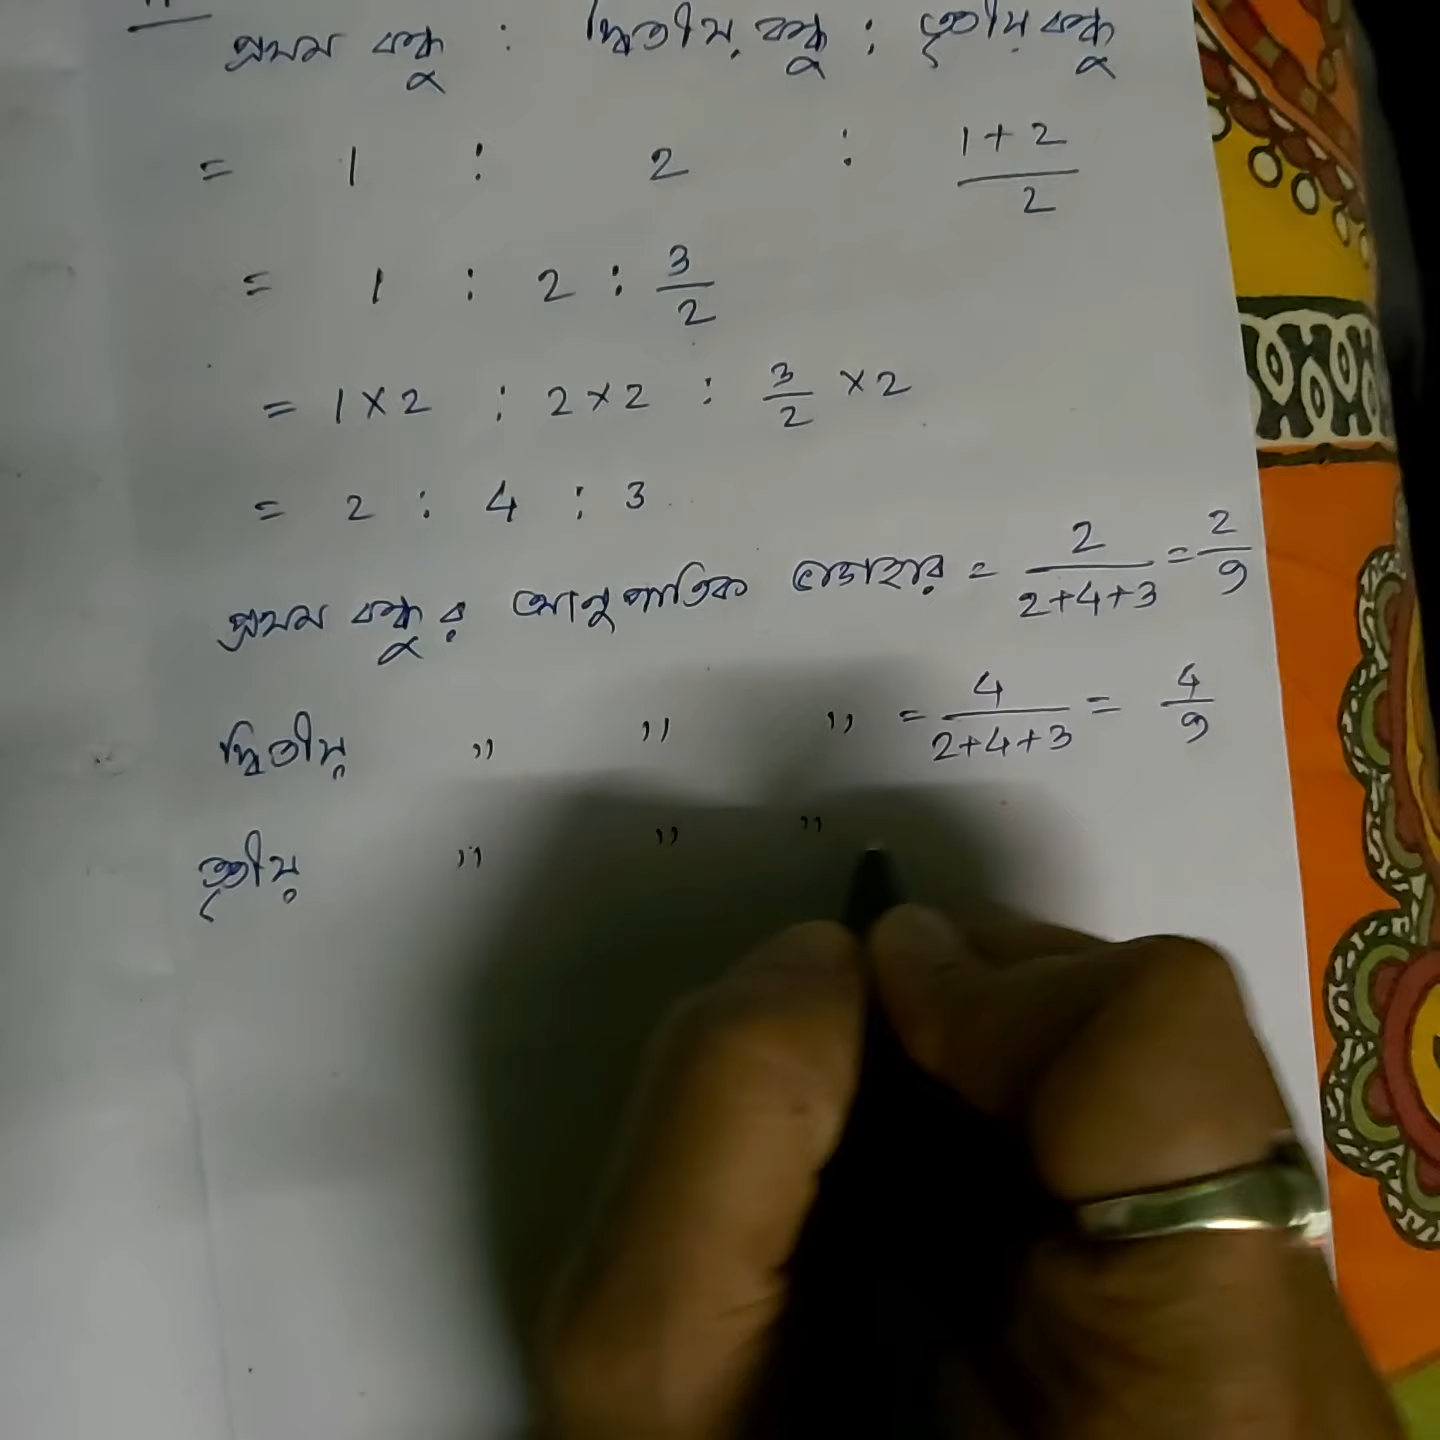 প্রথম বন্ধু : দ্বিতীয় বন্ধু : তৃতীয় বন্ধু
= 1 : 2 : (1+2)/2
= 1 : 2 : 3/2
= 1×2 : 2×2 : 3/2 ×2
= 2 : 4 : 3
প্রথম বন্ধুর আনুপাতিক ভাগহার = 2/(2+4+3) = 2/9
দ্বিতীয় " " " = 4/(2+4+3) = 4/9
তৃতীয় " " "